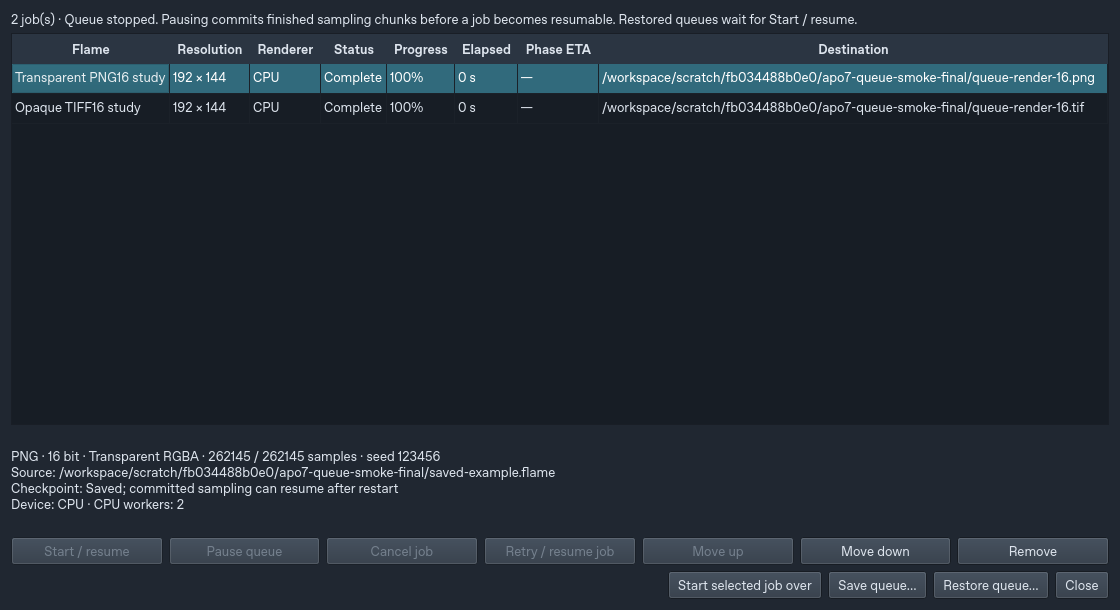 2 job(s) · Queue stopped. Pausing commits finished sampling chunks before a job becomes resumable. Restored queues wait for Start / resume.
Flame Resolution Renderer Status Progress Elapsed Phase ETA Destination
Transparent PNG16 study 192 × 144 CPU Complete 100% 0 s — /workspace/scratch/fb034488b0e0/apo7-queue-smoke-final/queue-render-16.png
Opaque TIFF16 study 192 × 144 CPU Complete 100% 0 s — /workspace/scratch/fb034488b0e0/apo7-queue-smoke-final/queue-render-16.tif
PNG · 16 bit · Transparent RGBA · 262145 / 262145 samples · seed 123456
Source: /workspace/scratch/fb034488b0e0/apo7-queue-smoke-final/saved-example.flame
Checkpoint: Saved; committed sampling can resume after restart
Device: CPU · CPU workers: 2
Start / resume Pause queue Cancel job Retry / resume job Move up Move down Remove
Start selected job over Save queue... Restore queue... Close